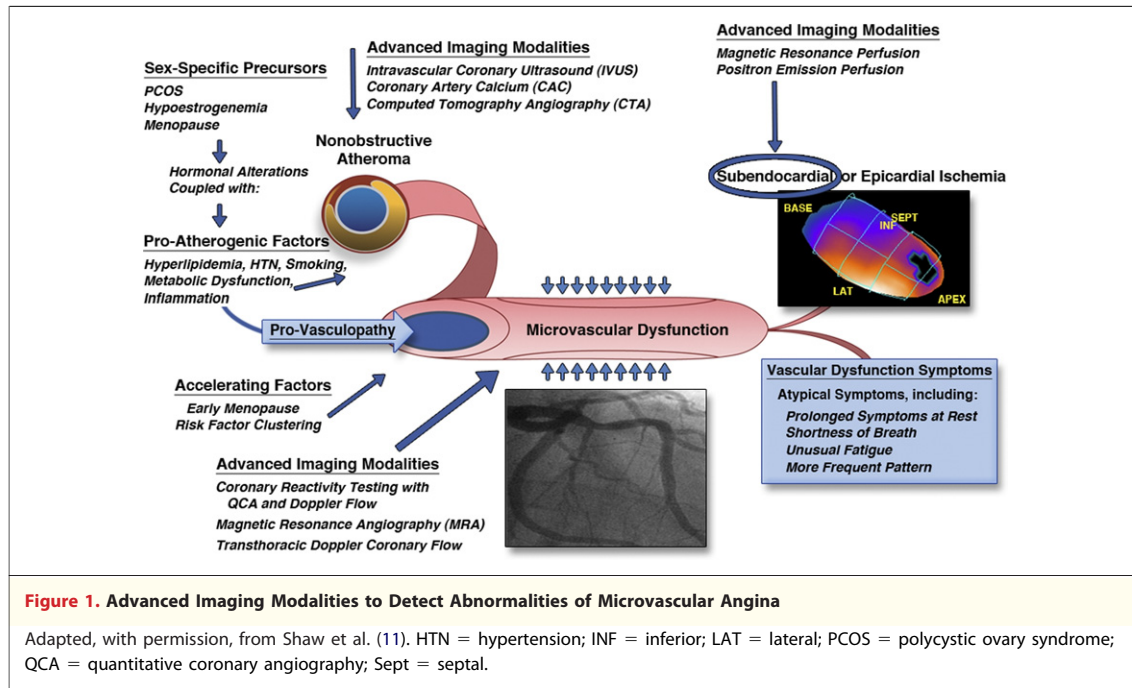 Sex-Specific Precursors
PCOS
Hypoestrogenemia
Menopause
Hormonal Alterations
Coupled with:
Pro-Atherogenic Factors
Hyperlipidemia, HTN, Smoking,
Metabolic Dysfunction,
Inflammation
Advanced Imaging Modalities
Intravascular Coronary Ultrasound (IVUS)
Coronary Artery Calcium (CAC)
Computed Tomography Angiography (CTA)
Nonobstructive
Atheroma
Advanced Imaging Modalities
Magnetic Resonance Perfusion
Positron Emission Perfusion
Subendocardial or Epicardial Ischemia
BASE
SEPT
INF
LAT
APEX
Pro-Vasculopathy
Microvascular Dysfunction
Accelerating Factors
Early Menopause
Risk Factor Clustering
Advanced Imaging Modalities
Coronary Reactivity Testing with
QCA and Doppler Flow
Magnetic Resonance Angiography (MRA)
Transthoracic Doppler Coronary Flow
Vascular Dysfunction Symptoms
Atypical Symptoms, including:
Prolonged Symptoms at Rest
Shortness of Breath
Unusual Fatigue
More Frequent Pattern
Figure 1. Advanced Imaging Modalities to Detect Abnormalities of Microvascular Angina
Adapted, with permission, from Shaw et al. (11). HTN = hypertension; INF = inferior; LAT = lateral; PCOS = polycystic ovary syndrome;
QCA = quantitative coronary angiography; Sept = septal.